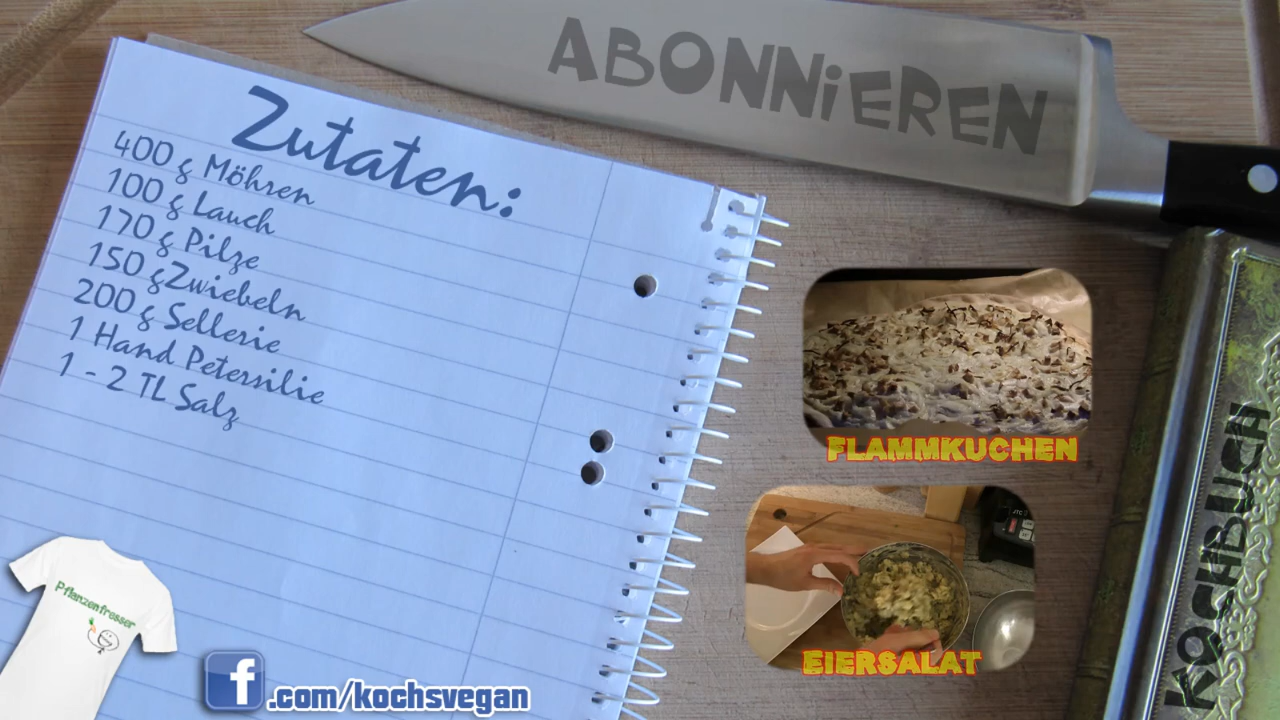 ABONNiEREN
Zutaten:
400 g Möhren
100 g Lauch
170 g Pilze
150 gZwiebeln
200 g Sellerie
1 Hand Petersilie
1 - 2 TL Salz
FLAMMKUCHEN
EIERSALAT
KOCHBUCH
Pflanzenfresser
f .com/kochsvegan